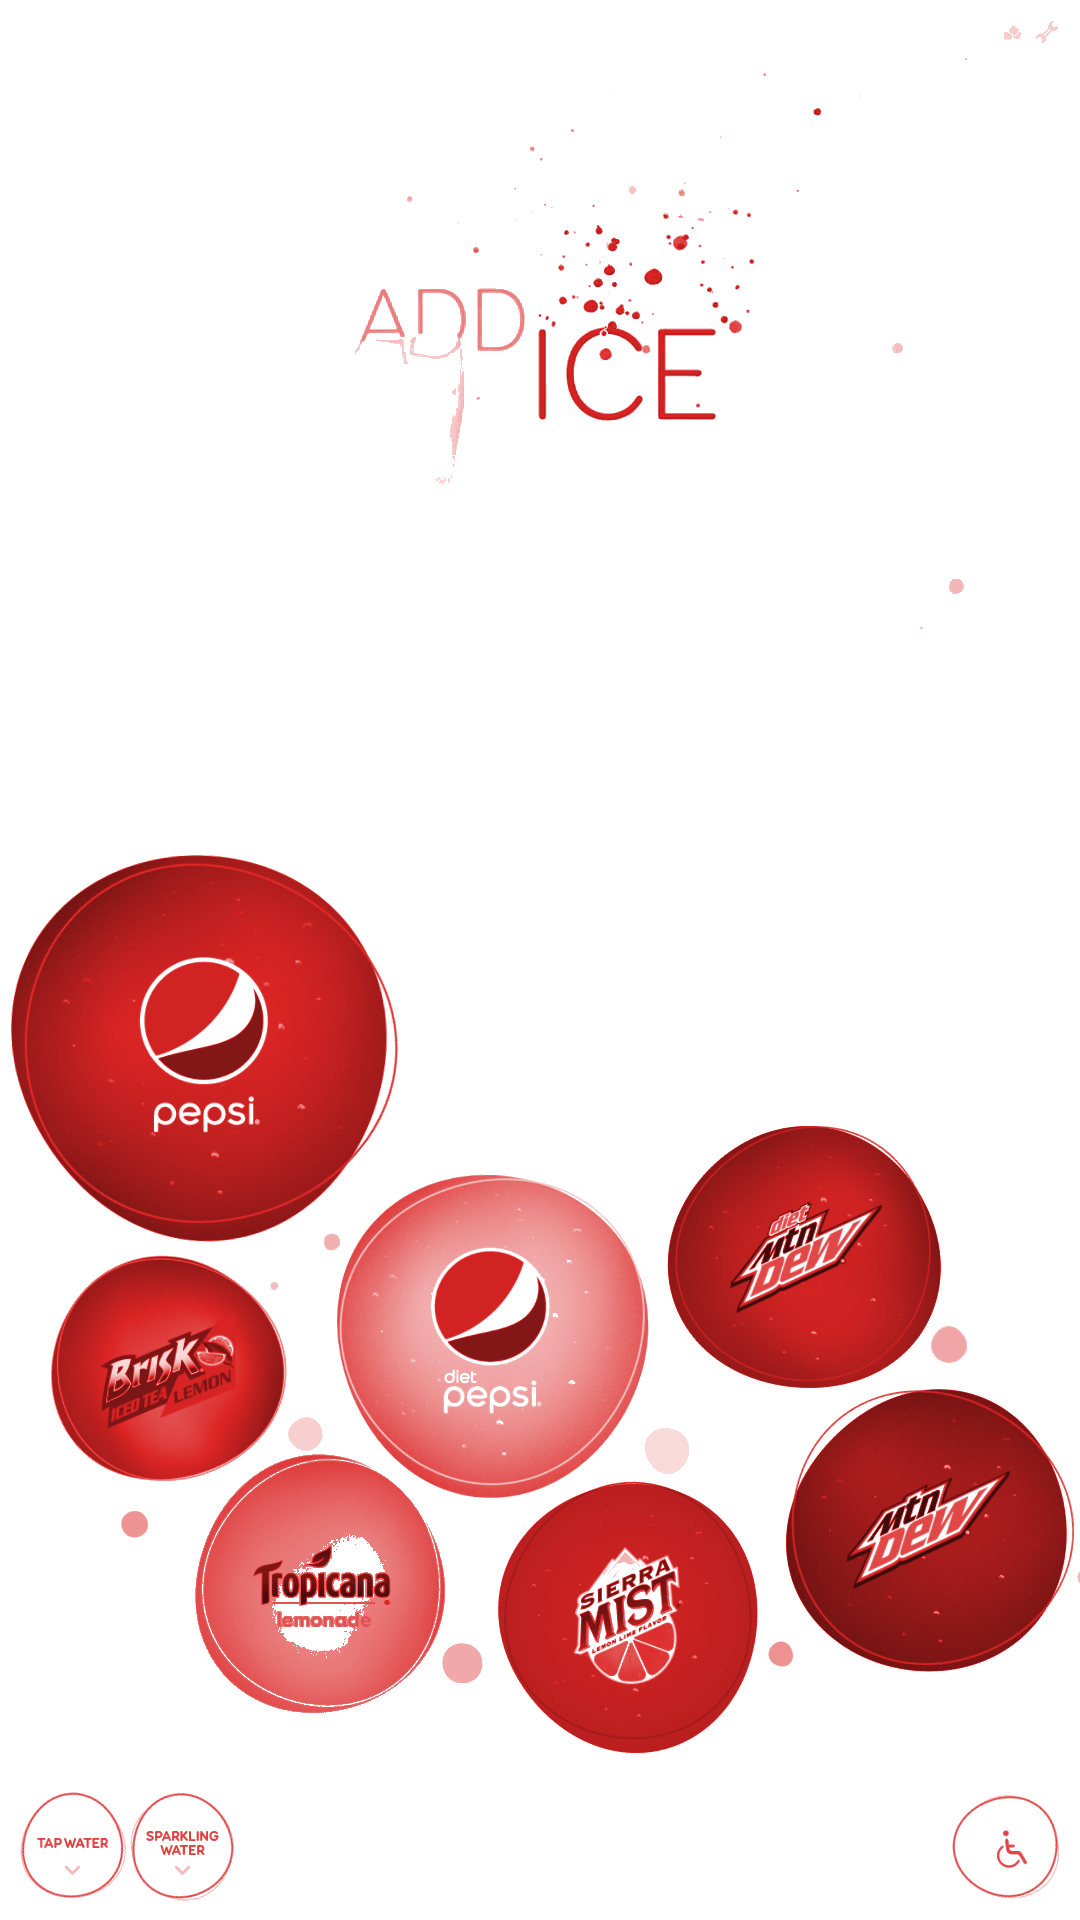 ADD
ICE
pepsi
diet
Mtn
DEW
diet
pepsi
BrisK
ICED TEA LEMON
Mtn
DEW
Tropicana
lemonade
SIERRA
MIST
LEMON LIME FLAVOR
TAP WATER
SPARKLING
WATER